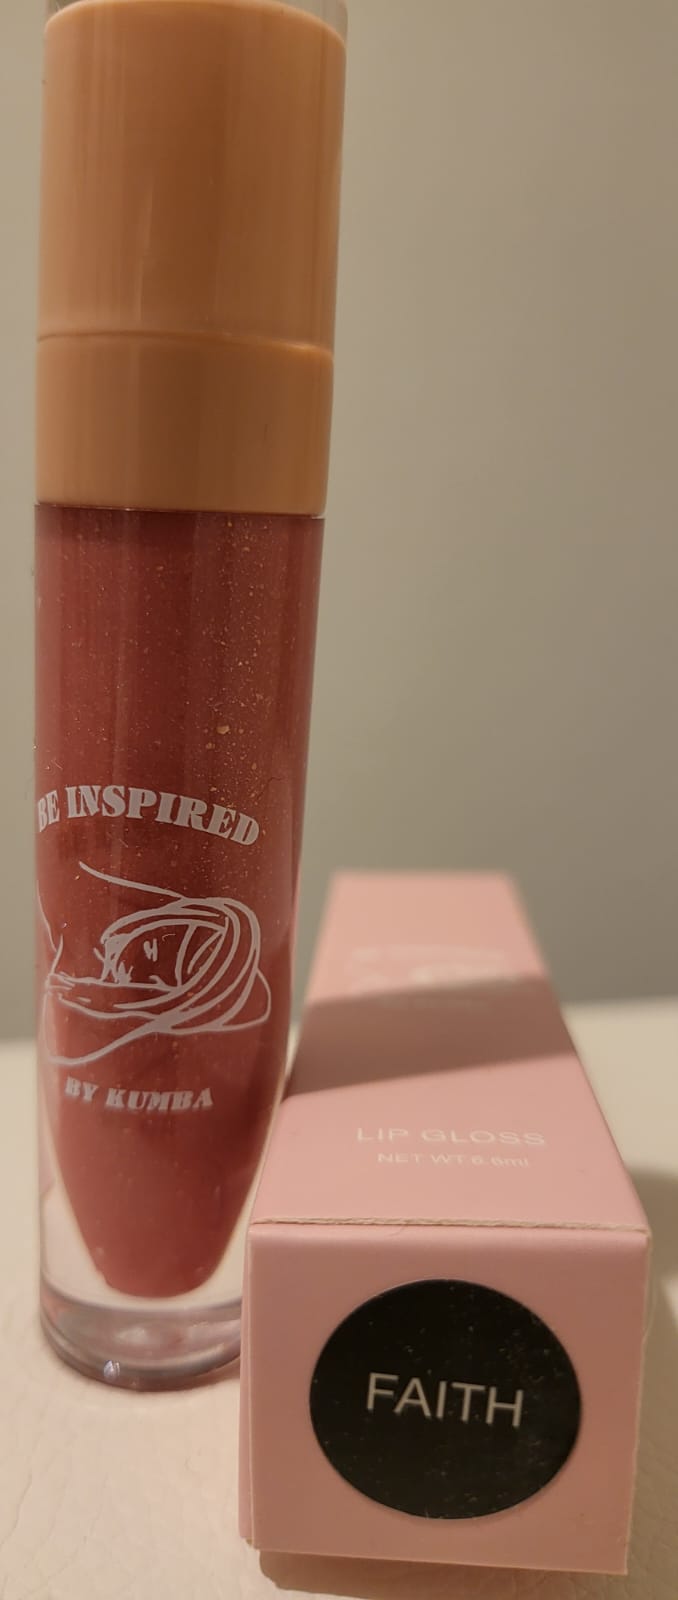 BE INSPIRED
BY KUMBA
LIP GLOSS
NET WT.6.6ml
FAITH